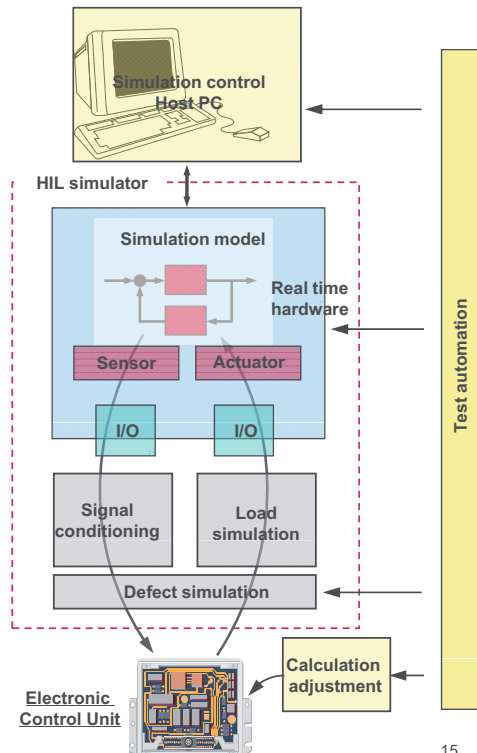 Simulation control
Host PC
HIL simulator
Simulation model
Real time
hardware
Sensor
Actuator
I/O
I/O
Signal
conditioning
Load
simulation
Defect simulation
Test automation
Calculation
adjustment
Electronic
Control Unit
15